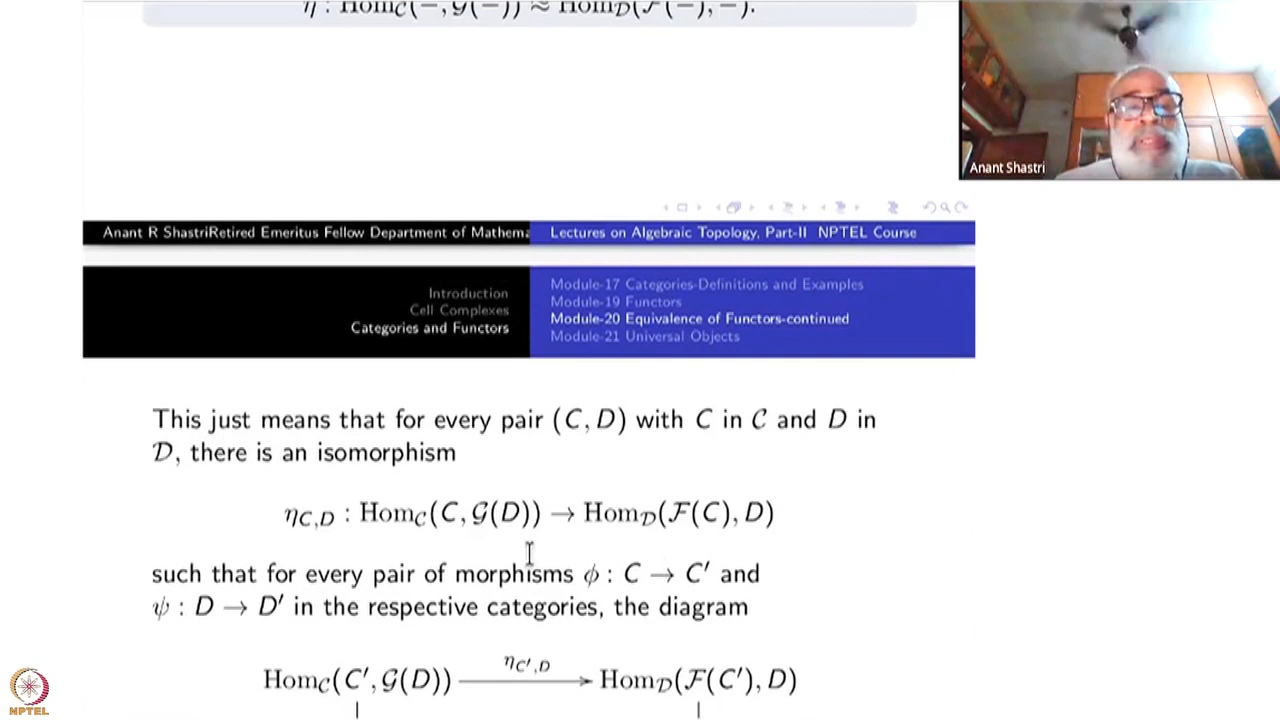 η : Hom_𝒞(−, 𝒢(−)) ≈ Hom_𝒟(ℱ(−), −).
Anant Shastri
Anant R ShastriRetired Emeritus Fellow Department of Mathema
Lectures on Algebraic Topology, Part-II NPTEL Course
Introduction
Cell Complexes
Categories and Functors
Module-17 Categories-Definitions and Examples
Module-19 Functors
Module-20 Equivalence of Functors-continued
Module-21 Universal Objects
This just means that for every pair (C, D) with C in 𝒞 and D in
𝒟, there is an isomorphism
η_{C,D} : Hom_𝒞(C, 𝒢(D)) → Hom_𝒟(ℱ(C), D)
such that for every pair of morphisms ϕ : C → C′ and
ψ : D → D′ in the respective categories, the diagram
η_{C′,D}
Hom_𝒞(C′, 𝒢(D)) → Hom_𝒟(ℱ(C′), D)
NPTEL